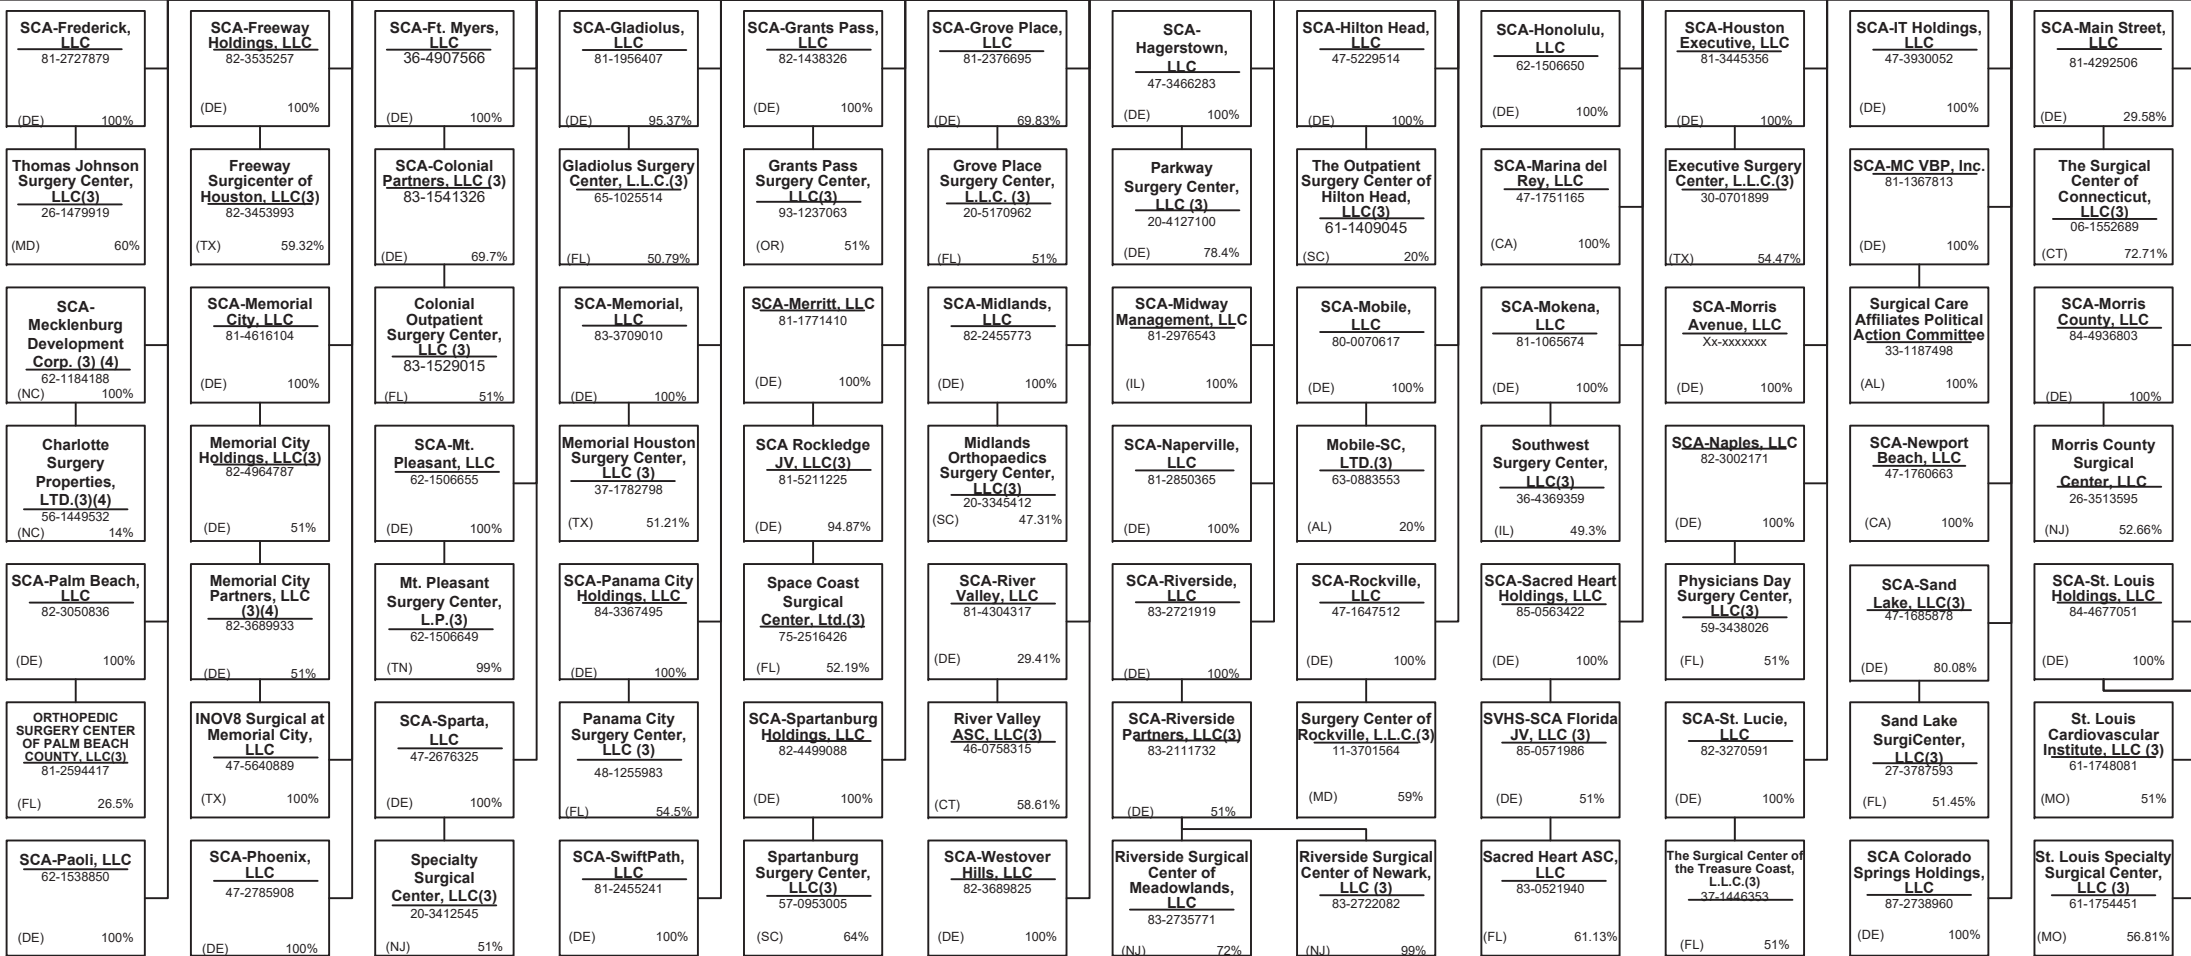 SCA-Frederick,
LLC
81-2727879
(DE) 100%
SCA-Freeway
Holdings, LLC
82-3535257
(DE) 100%
SCA-Ft. Myers,
LLC
36-4907566
(DE) 100%
SCA-Gladiolus,
LLC
81-1956407
(DE) 95.37%
SCA-Grants Pass,
LLC
82-1438326
(DE) 100%
SCA-Grove Place,
LLC
81-2376695
(DE) 69.83%
SCA-
Hagerstown,
LLC
47-3466283
(DE) 100%
SCA-Hilton Head,
LLC
47-5229514
(DE) 100%
SCA-Honolulu,
LLC
62-1506650
(DE) 100%
SCA-Houston
Executive, LLC
81-3445356
(DE) 100%
SCA-IT Holdings,
LLC
47-3930052
(DE) 100%
SCA-Main Street,
LLC
81-4292506
(DE) 29.58%
Thomas Johnson
Surgery Center,
LLC(3)
26-1479919
(MD) 60%
Freeway
Surgicenter of
Houston, LLC(3)
82-3453993
(TX) 59.32%
SCA-Colonial
Partners, LLC (3)
83-1541326
(DE) 69.7%
Gladiolus Surgery
Center, L.L.C.(3)
65-1025514
(FL) 50.79%
Grants Pass
Surgery Center,
LLC(3)
93-1237063
(OR) 51%
Grove Place
Surgery Center,
L.L.C. (3)
20-5170962
(FL) 51%
Parkway
Surgery Center,
LLC (3)
20-4127100
(DE) 78.4%
The Outpatient
Surgery Center of
Hilton Head,
LLC(3)
61-1409045
(SC) 20%
SCA-Marina del
Rey, LLC
47-1751165
(CA) 100%
Executive Surgery
Center, L.L.C.(3)
30-0701899
(TX) 54.47%
SCA-MC VBP, Inc.
81-1367813
(DE) 100%
The Surgical
Center of
Connecticut,
LLC(3)
06-1552689
(CT) 72.71%
SCA-
Mecklenburg
Development
Corp. (3) (4)
62-1184188
(NC) 100%
SCA-Memorial
City, LLC
81-4616104
(DE) 100%
Colonial
Outpatient
Surgery Center,
LLC (3)
83-1529015
(FL) 51%
SCA-Memorial,
LLC
83-3709010
(DE) 100%
SCA-Merritt, LLC
81-1771410
(DE) 100%
SCA-Midlands,
LLC
82-2455773
(DE) 100%
SCA-Midway
Management, LLC
81-2976543
(IL) 100%
SCA-Mobile,
LLC
80-0070617
(DE) 100%
SCA-Mokena,
LLC
81-1065674
(DE) 100%
SCA-Morris
Avenue, LLC
Xx-xxxxxxx
(DE) 100%
Surgical Care
Affiliates Political
Action Committee
33-1187498
(AL) 100%
SCA-Morris
County, LLC
84-4936803
(DE) 100%
Charlotte
Surgery
Properties,
LTD.(3)(4)
56-1449532
(NC) 14%
Memorial City
Holdings, LLC(3)
82-4964787
(DE) 51%
SCA-Mt.
Pleasant, LLC
62-1506655
(DE) 100%
Memorial Houston
Surgery Center,
LLC (3)
37-1782798
(TX) 51.21%
SCA Rockledge
JV, LLC(3)
81-5211225
(DE) 94.87%
Midlands
Orthopaedics
Surgery Center,
LLC(3)
20-3345412
(SC) 47.31%
SCA-Naperville,
LLC
81-2850365
(DE) 100%
Mobile-SC,
LTD.(3)
63-0883553
(AL) 20%
Southwest
Surgery Center,
LLC(3)
36-4369359
(IL) 49.3%
SCA-Naples, LLC
82-3002171
(DE) 100%
SCA-Newport
Beach, LLC
47-1760663
(CA) 100%
Morris County
Surgical
Center, LLC
26-3513595
(NJ) 52.66%
SCA-Palm Beach,
LLC
82-3050836
(DE) 100%
Memorial City
Partners, LLC
(3)(4)
82-3689933
(DE) 51%
Mt. Pleasant
Surgery Center,
L.P.(3)
62-1506649
(TN) 99%
SCA-Panama City
Holdings, LLC
84-3367495
(DE) 100%
Space Coast
Surgical
Center, Ltd.(3)
75-2516426
(FL) 52.19%
SCA-River
Valley, LLC
81-4304317
(DE) 29.41%
SCA-Riverside,
LLC
83-2721919
(DE) 100%
SCA-Rockville,
LLC
47-1647512
(DE) 100%
SCA-Sacred Heart
Holdings, LLC
85-0563422
(DE) 100%
Physicians Day
Surgery Center,
LLC(3)
59-3438026
(FL) 51%
SCA-Sand
Lake, LLC(3)
47-1685878
(DE) 80.08%
SCA-St. Louis
Holdings, LLC
84-4677051
(DE) 100%
ORTHOPEDIC
SURGERY CENTER
OF PALM BEACH
COUNTY, LLC(3)
81-2594417
(FL) 26.5%
INOV8 Surgical at
Memorial City,
LLC
47-5640889
(TX) 100%
SCA-Sparta,
LLC
47-2676325
(DE) 100%
Panama City
Surgery Center,
LLC (3)
48-1255983
(FL) 54.5%
SCA-Spartanburg
Holdings, LLC
82-4499088
(DE) 100%
River Valley
ASC, LLC(3)
46-0758315
(CT) 58.61%
SCA-Riverside
Partners, LLC(3)
83-2111732
(DE) 51%
Surgery Center of
Rockville, L.L.C.(3)
11-3701564
(MD) 59%
SVHS-SCA Florida
JV, LLC (3)
85-0571986
(DE) 51%
SCA-St. Lucie,
LLC
82-3270591
(DE) 100%
Sand Lake
SurgiCenter,
LLC(3)
27-3787593
(FL) 51.45%
St. Louis
Cardiovascular
Institute, LLC (3)
61-1748081
(MO) 51%
SCA-Paoli, LLC
62-1538850
(DE) 100%
SCA-Phoenix,
LLC
47-2785908
(DE) 100%
Specialty
Surgical
Center, LLC(3)
20-3412545
(NJ) 51%
SCA-SwiftPath,
LLC
81-2455241
(DE) 100%
Spartanburg
Surgery Center,
LLC(3)
57-0953005
(SC) 64%
SCA-Westover
Hills, LLC
82-3689825
(DE) 100%
Riverside Surgical
Center of
Meadowlands,
LLC
83-2735771
(NJ) 72%
Riverside Surgical
Center of Newark,
LLC (3)
83-2722082
(NJ) 99%
Sacred Heart ASC,
LLC
83-0521940
(FL) 61.13%
The Surgical Center of
the Treasure Coast,
L.L.C.(3)
37-1446353
(FL) 51%
SCA Colorado
Springs Holdings,
LLC
87-2738960
(DE) 100%
St. Louis Specialty
Surgical Center,
LLC (3)
61-1754451
(MO) 56.81%